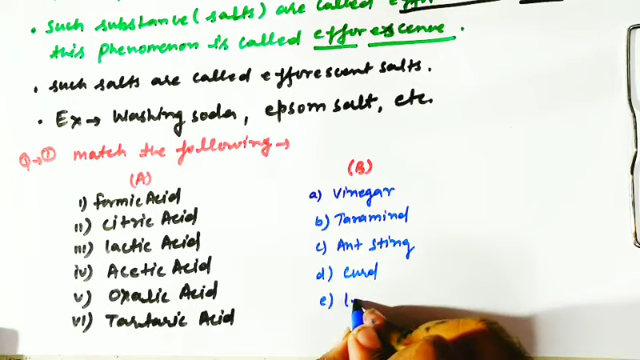 • Such substance (salts) are called
this phenomenon is called efforescence.
• such salts are called efforescent salts.
• Ex→ Washing soda, epsom salt, etc.
Q→① match the following→
(A) (B)
i) formic Acid a) Vinegar
ii) Citric Acid b) Taramind
iii) lactic Acid c) Ant sting
iv) Acetic Acid d) Curd
v) Oxalic Acid e)
vi) Tartaric Acid